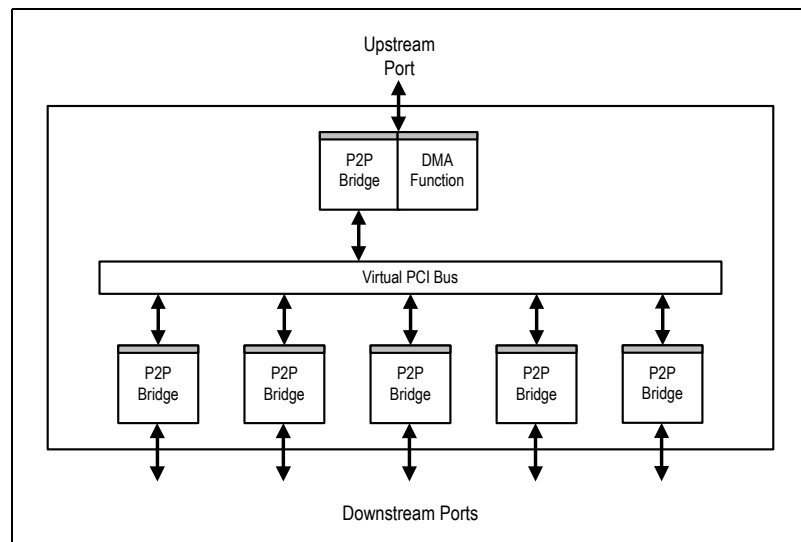 Upstream
Port
P2P
Bridge
DMA
Function
Virtual PCI Bus
P2P
Bridge
P2P
Bridge
P2P
Bridge
P2P
Bridge
P2P
Bridge
Downstream Ports